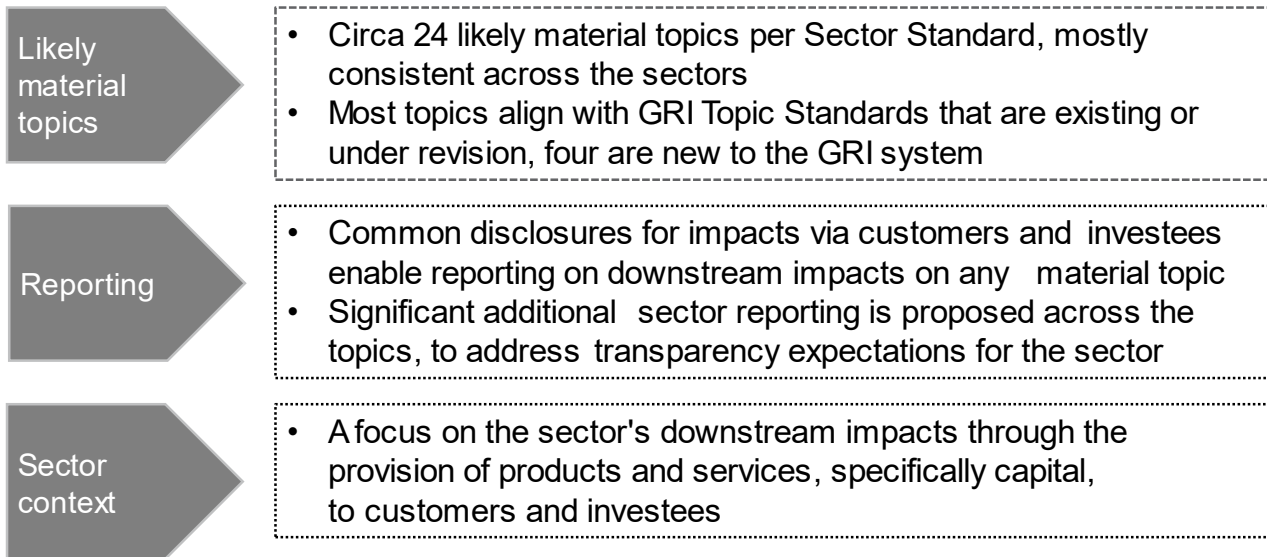 Likely
material
topics
• Circa 24 likely material topics per Sector Standard, mostly
consistent across the sectors
• Most topics align with GRI Topic Standards that are existing or
under revision, four are new to the GRI system
Reporting
• Common disclosures for impacts via customers and investees
enable reporting on downstream impacts on any material topic
• Significant additional sector reporting is proposed across the
topics, to address transparency expectations for the sector
Sector
context
• A focus on the sector's downstream impacts through the
provision of products and services, specifically capital,
to customers and investees